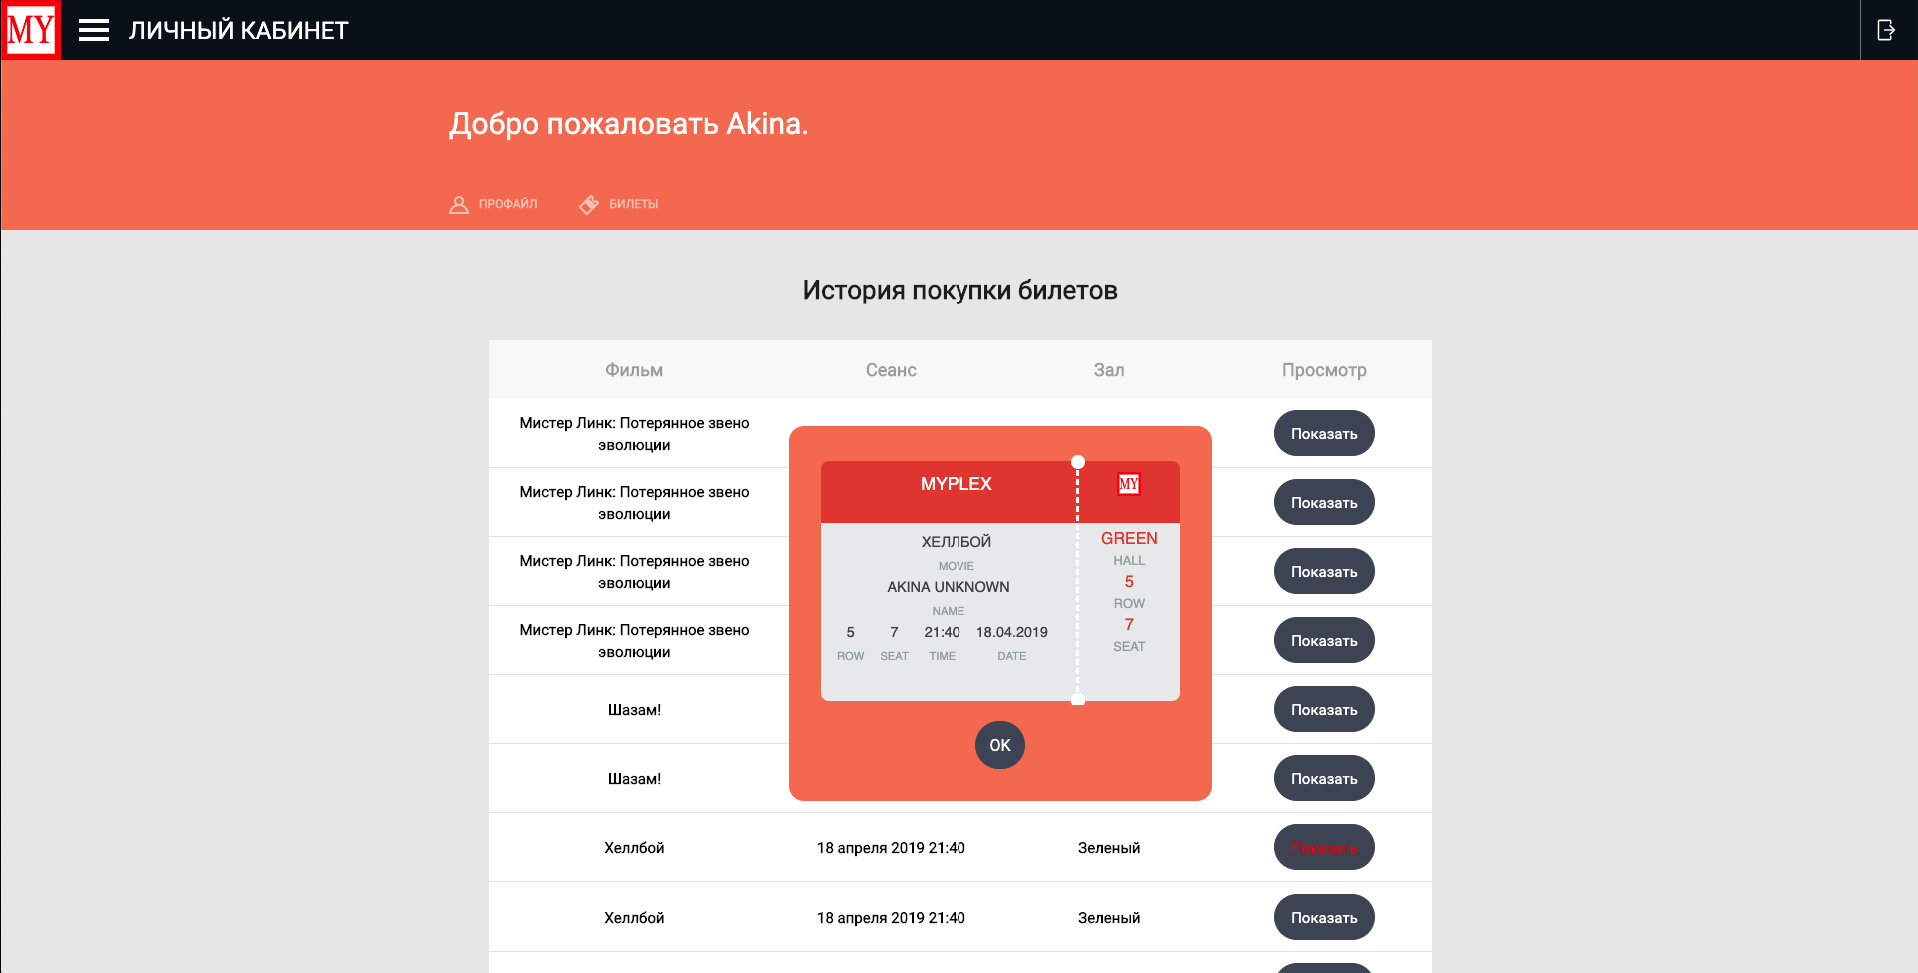 MY
ЛИЧНЫЙ КАБИНЕТ
Добро пожаловать Akina.
ПРОФАЙЛ БИЛЕТЫ
История покупки билетов
Фильм Сеанс Зал Просмотр
Мистер Линк: Потерянное звено
эволюции
Показать
Мистер Линк: Потерянное звено
эволюции
Показать
Мистер Линк: Потерянное звено
эволюции
Показать
Мистер Линк: Потерянное звено
эволюции
Показать
Шазам! Показать
Шазам! Показать
MYPLEX
ХЕЛЛБОЙ
MOVIE
AKINA UNKNOWN
NAME
5 7 21:40 18.04.2019
ROW SEAT TIME DATE
MY
GREEN
HALL
5
ROW
7
SEAT
OK
Хеллбой 18 апреля 2019 21:40 Зеленый Показать
Хеллбой 18 апреля 2019 21:40 Зеленый Показать